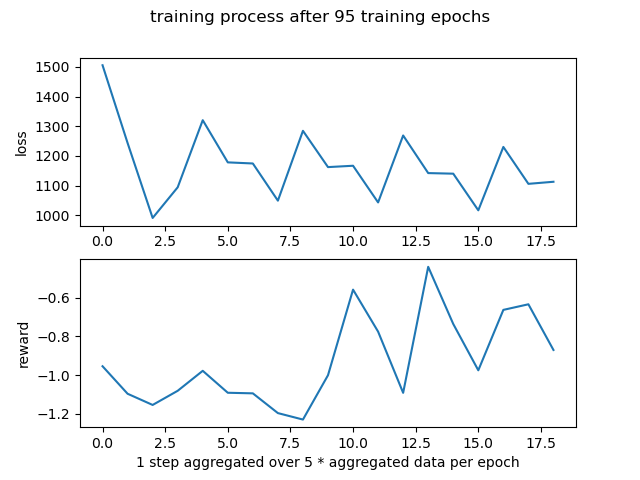 training process after 95 training epochs
1500
1400
1300
1200
1100
1000
loss
0.0 2.5 5.0 7.5 10.0 12.5 15.0 17.5
−0.6
−0.8
−1.0
−1.2
reward
0.0 2.5 5.0 7.5 10.0 12.5 15.0 17.5
1 step aggregated over 5 * aggregated data per epoch